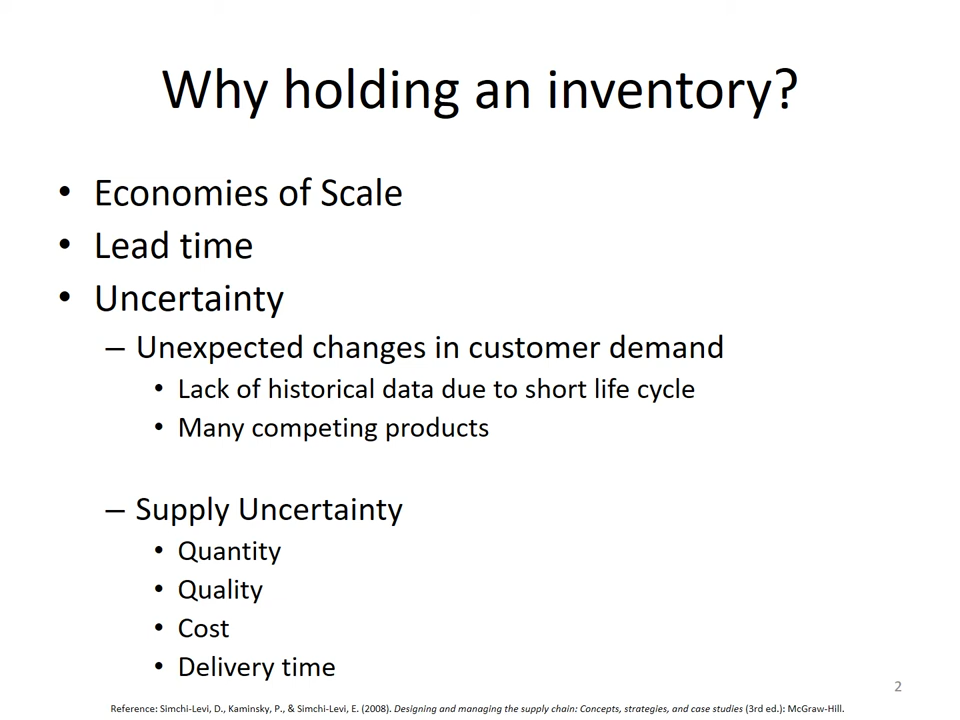 Why holding an inventory?
• Economies of Scale
• Lead time
• Uncertainty
– Unexpected changes in customer demand
• Lack of historical data due to short life cycle
• Many competing products
– Supply Uncertainty
• Quantity
• Quality
• Cost
• Delivery time
2
Reference: Simchi-Levi, D., Kaminsky, P., & Simchi-Levi, E. (2008). Designing and managing the supply chain: Concepts, strategies, and case studies (3rd ed.): McGraw-Hill.